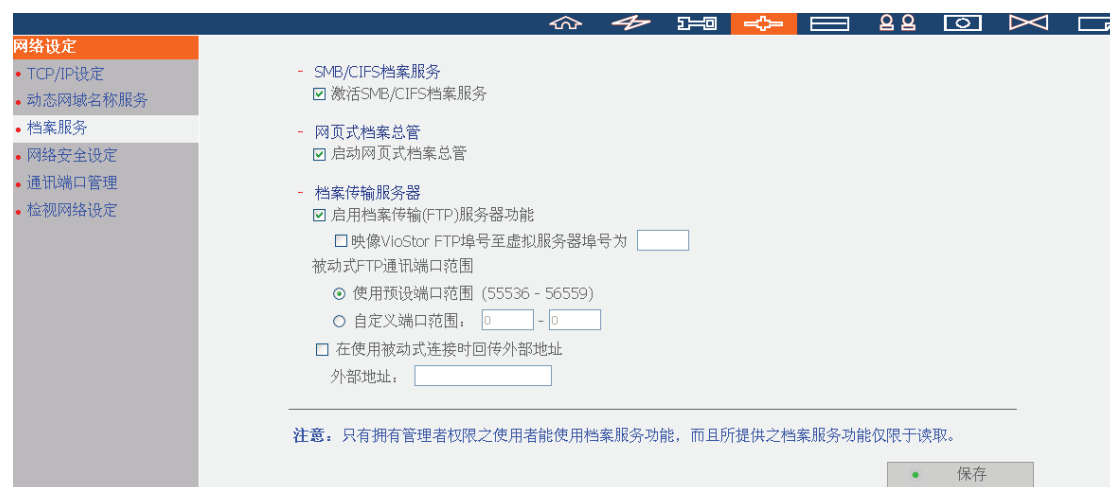 网络设定
TCP/IP设定
动态网域名称服务
档案服务
网络安全设定
通讯端口管理
检视网络设定
- SMB/CIFS档案服务
激活SMB/CIFS档案服务
- 网页式档案总管
启动网页式档案总管
- 档案传输服务器
启用档案传输(FTP)服务器功能
映像VioStor FTP埠号至虚拟服务器埠号为
被动式FTP通讯端口范围
使用预设端口范围 (55536 - 56559)
自定义端口范围： 0 - 0
在使用被动式连接时回传外部地址
外部地址：
注意：只有拥有管理者权限之使用者能使用档案服务功能，而且所提供之档案服务功能仅限于读取。
保存